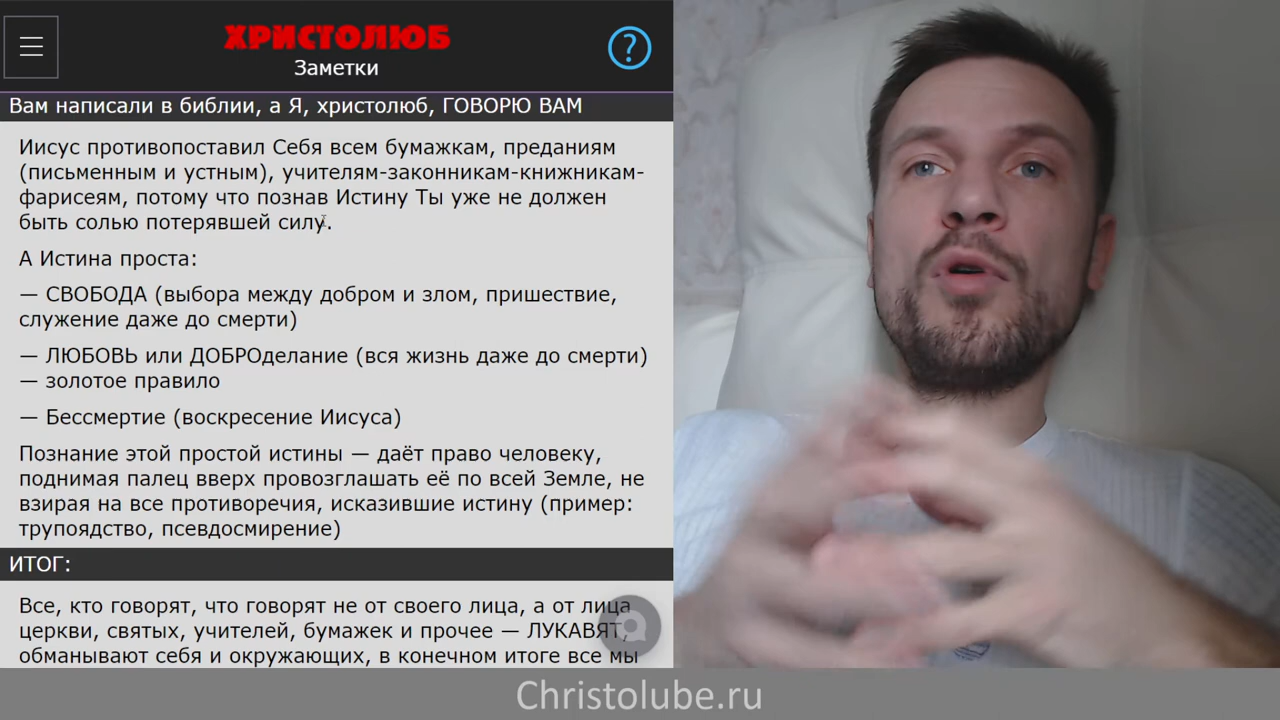 ХРИСТОЛЮБ
Заметки
?
Вам написали в библии, а Я, христолюб, ГОВОРЮ ВАМ
Иисус противопоставил Себя всем бумажкам, преданиям
(письменным и устным), учителям-законникам-книжникам-
фарисеям, потому что познав Истину Ты уже не должен
быть солью потерявшей силу.
А Истина проста:
— СВОБОДА (выбора между добром и злом, пришествие,
служение даже до смерти)
— ЛЮБОВЬ или ДОБРОделание (вся жизнь даже до смерти)
— золотое правило
— Бессмертие (воскресение Иисуса)
Познание этой простой истины — даёт право человеку,
поднимая палец вверх провозглашать её по всей Земле, не
взирая на все противоречия, исказившие истину (пример:
трупоядство, псевдосмирение)
ИТОГ:
Все, кто говорят, что говорят не от своего лица, а от лица
церкви, святых, учителей, бумажек и прочее — ЛУКАВЯТ,
обманывают себя и окружающих, в конечном итоге все мы
Christolube.ru